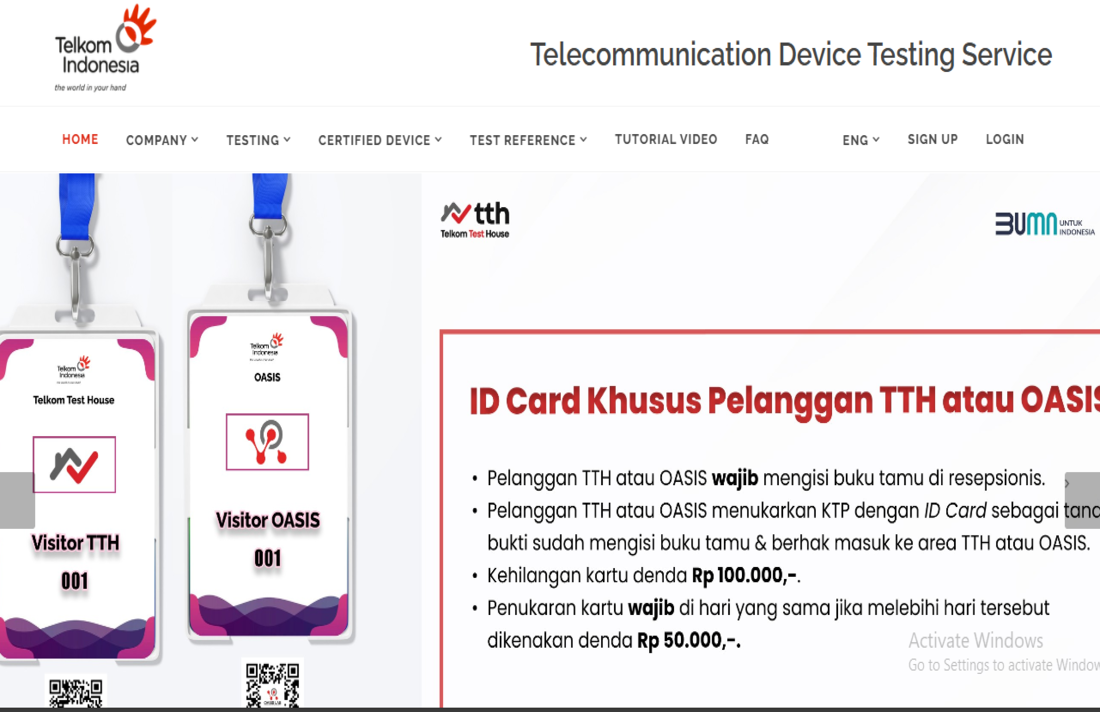 Telkom
Indonesia
the world in your hand
Telecommunication Device Testing Service
HOME COMPANY TESTING CERTIFIED DEVICE TEST REFERENCE TUTORIAL VIDEO FAQ ENG SIGN UP LOGIN
Telkom
Indonesia
Telkom Test House
Visitor TTH
001
Telkom
Indonesia
OASIS
Visitor OASIS
001
tth
Telkom Test House
BUMN UNTUK
INDONESIA
ID Card Khusus Pelanggan TTH atau OASIS
• Pelanggan TTH atau OASIS wajib mengisi buku tamu di resepsionis.
• Pelanggan TTH atau OASIS menukarkan KTP dengan ID Card sebagai tand
bukti sudah mengisi buku tamu & berhak masuk ke area TTH atau OASIS.
• Kehilangan kartu denda Rp 100.000,-.
• Penukaran kartu wajib di hari yang sama jika melebihi hari tersebut
dikenakan denda Rp 50.000,-.
Activate Windows
Go to Settings to activate Window